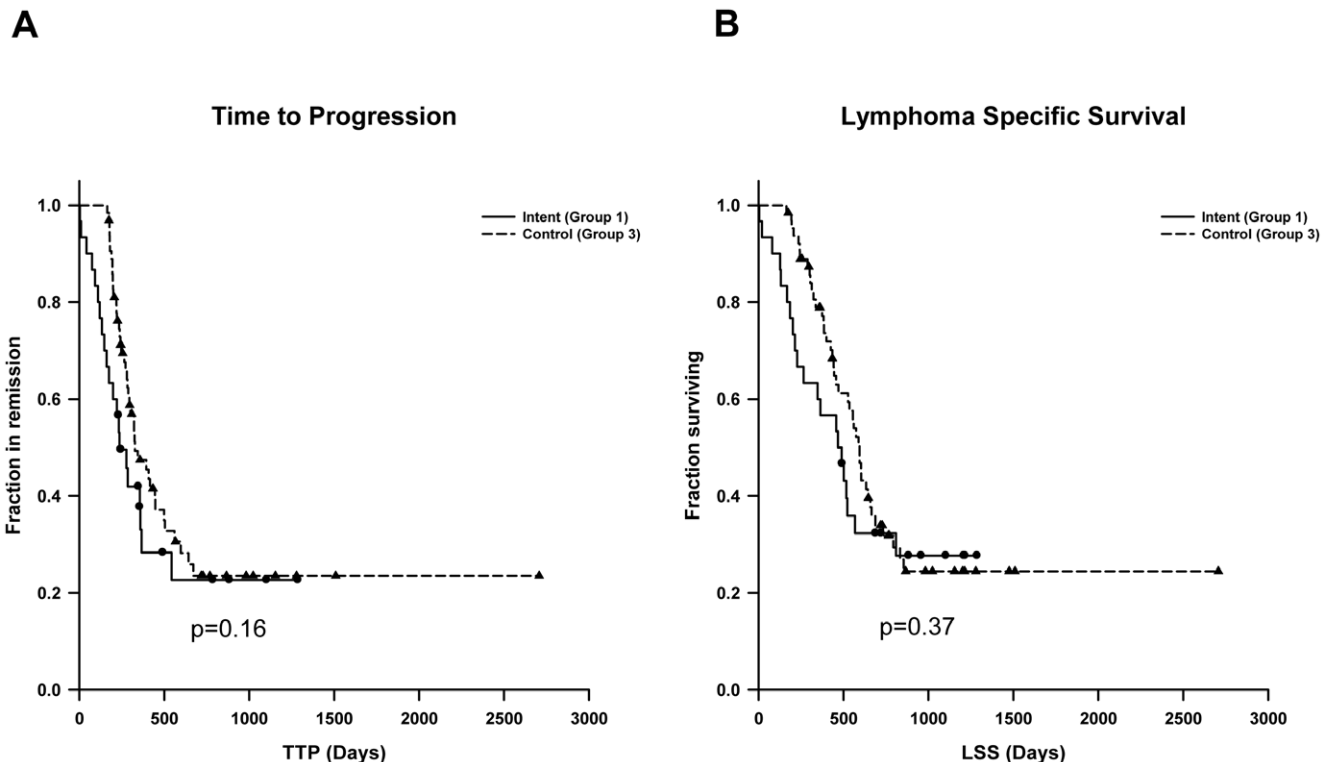 A
B
Time to Progression
Lymphoma Specific Survival
Intent (Group 1)
Control (Group 3)
Intent (Group 1)
Control (Group 3)
Fraction in remission
1.0
0.8
0.6
0.4
0.2
0.0
p=0.16
0 500 1000 1500 2000 2500 3000
TTP (Days)
Fraction surviving
1.0
0.8
0.6
0.4
0.2
0.0
p=0.37
0 500 1000 1500 2000 2500 3000
LSS (Days)